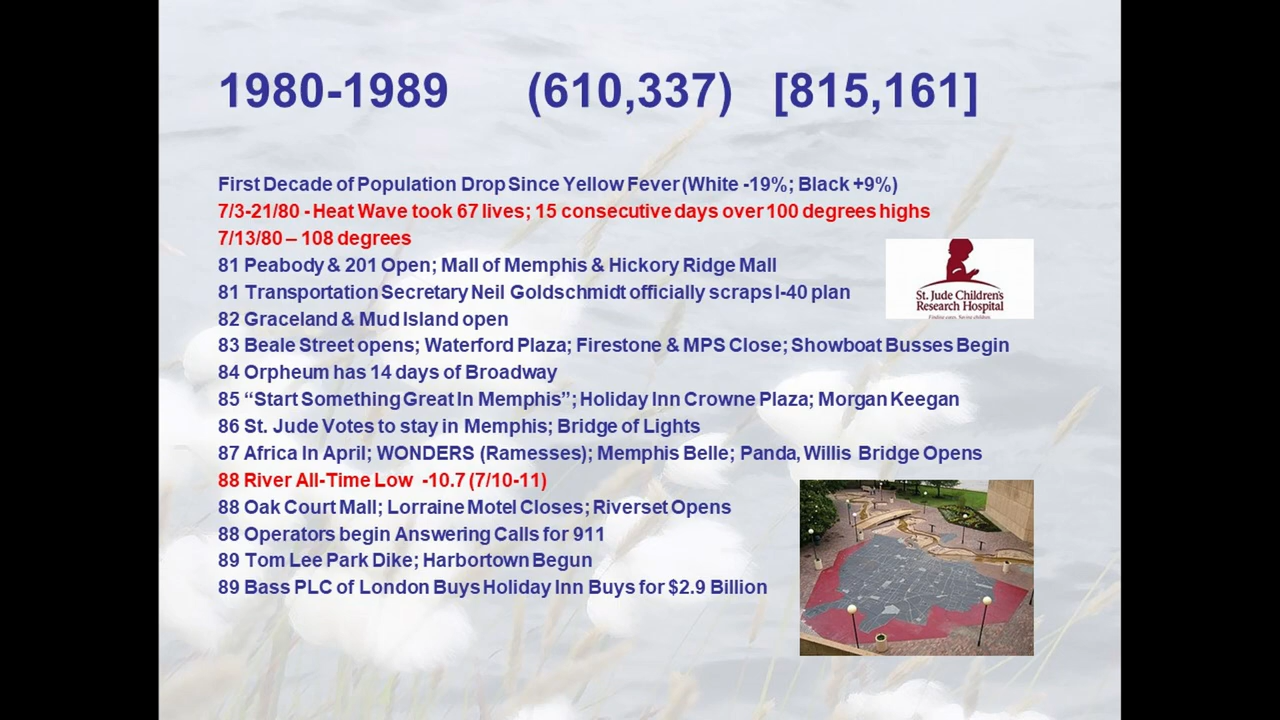 1980-1989 (610,337) [815,161]
First Decade of Population Drop Since Yellow Fever (White -19%; Black +9%)
7/3-21/80 - Heat Wave took 67 lives; 15 consecutive days over 100 degrees highs
7/13/80 – 108 degrees
81 Peabody & 201 Open; Mall of Memphis & Hickory Ridge Mall
81 Transportation Secretary Neil Goldschmidt officially scraps I-40 plan
82 Graceland & Mud Island open
83 Beale Street opens; Waterford Plaza; Firestone & MPS Close; Showboat Busses Begin
84 Orpheum has 14 days of Broadway
85 “Start Something Great In Memphis”; Holiday Inn Crowne Plaza; Morgan Keegan
86 St. Jude Votes to stay in Memphis; Bridge of Lights
87 Africa In April; WONDERS (Ramesses); Memphis Belle; Panda, Willis Bridge Opens
88 River All-Time Low -10.7 (7/10-11)
88 Oak Court Mall; Lorraine Motel Closes; Riverset Opens
88 Operators begin Answering Calls for 911
89 Tom Lee Park Dike; Harbortown Begun
89 Bass PLC of London Buys Holiday Inn Buys for $2.9 Billion
St. Jude Children's
Research Hospital
Finding cures. Saving children.